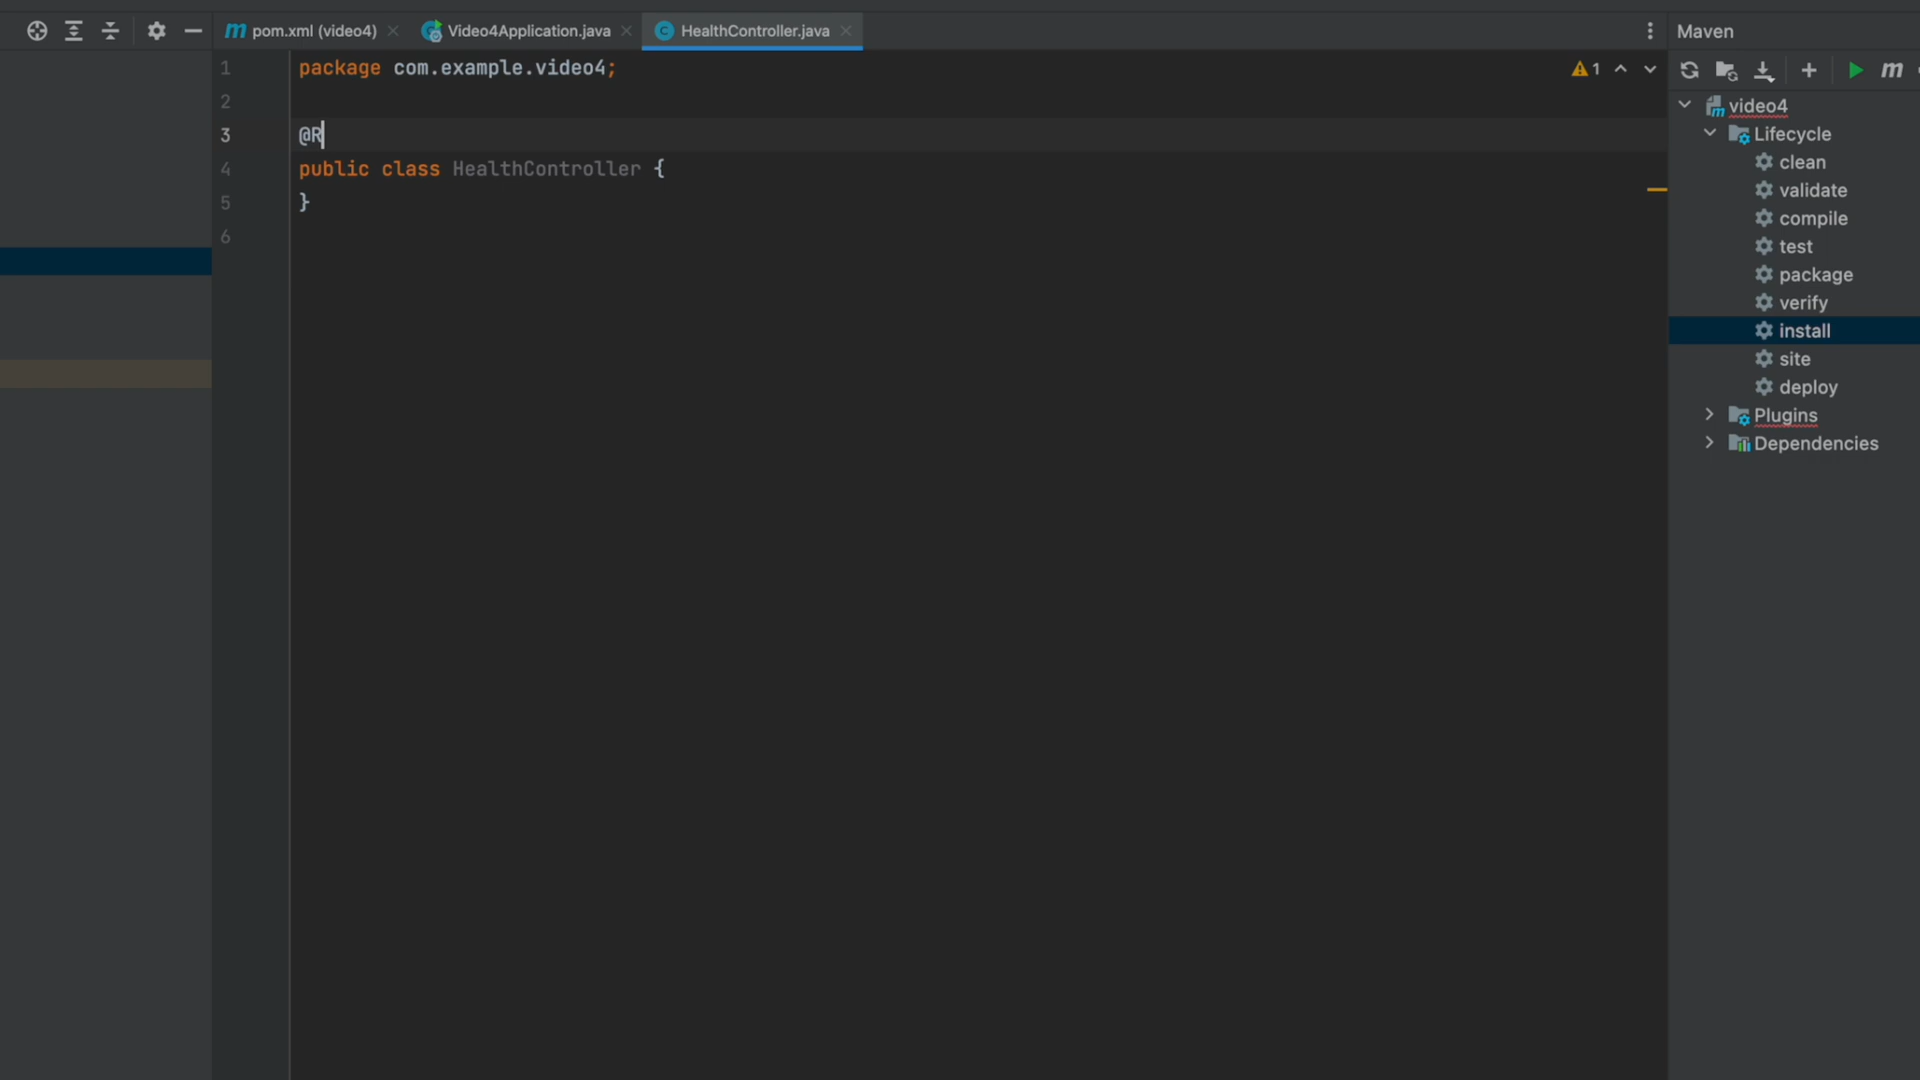 pom.xml (video4)
Video4Application.java
HealthController.java
Maven
1 package com.example.video4;
1
2
3 @R
4 public class HealthController {
5 }
6
video4
Lifecycle
clean
validate
compile
test
package
verify
install
site
deploy
Plugins
Dependencies